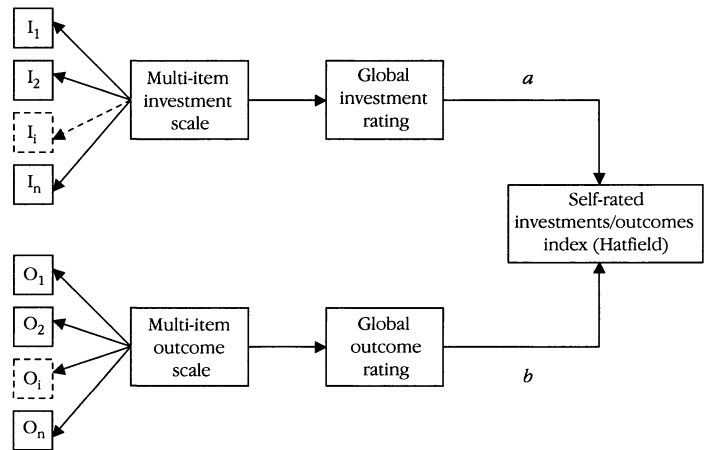 I1
I2
Ii
In
Multi-item
investment
scale
Global
investment
rating
a
Self-rated
investments/outcomes
index (Hatfield)
O1
O2
Oi
On
Multi-item
outcome
scale
Global
outcome
rating
b